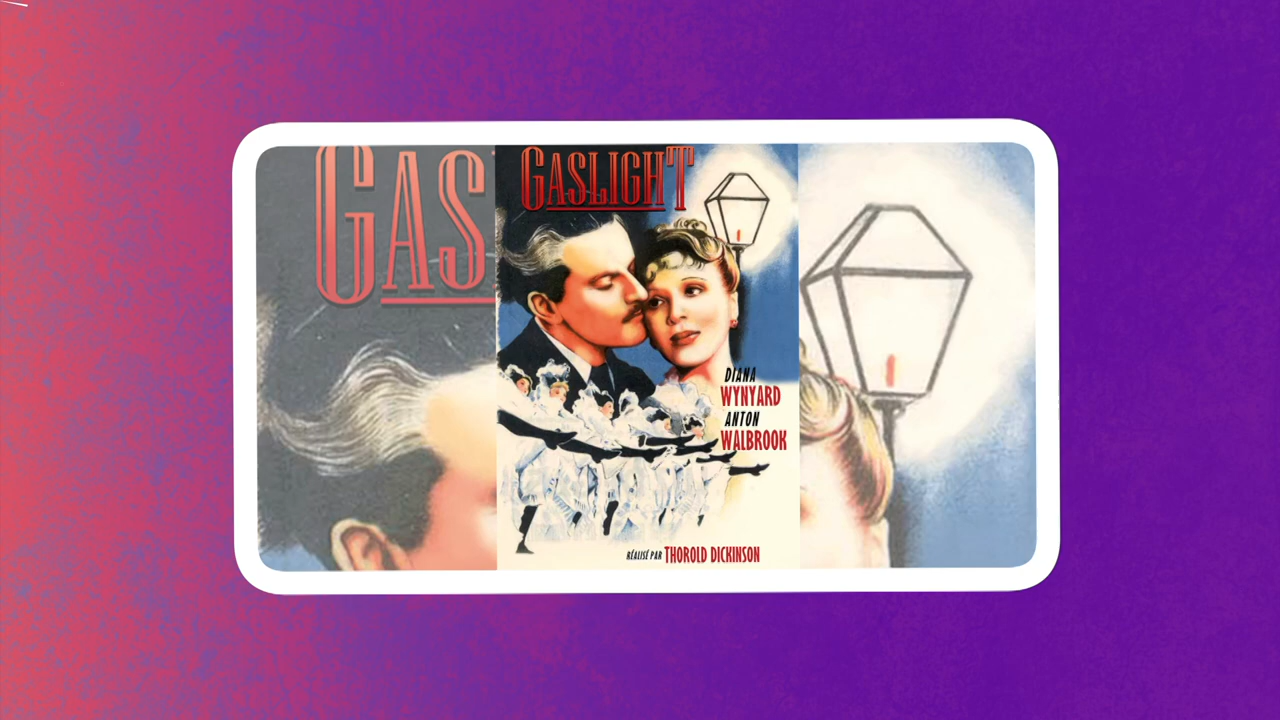 GAS
GASLIGHT
DIANA
WYNYARD
ANTON
WALBROOK
RÉALISÉ PAR THOROLD DICKINSON